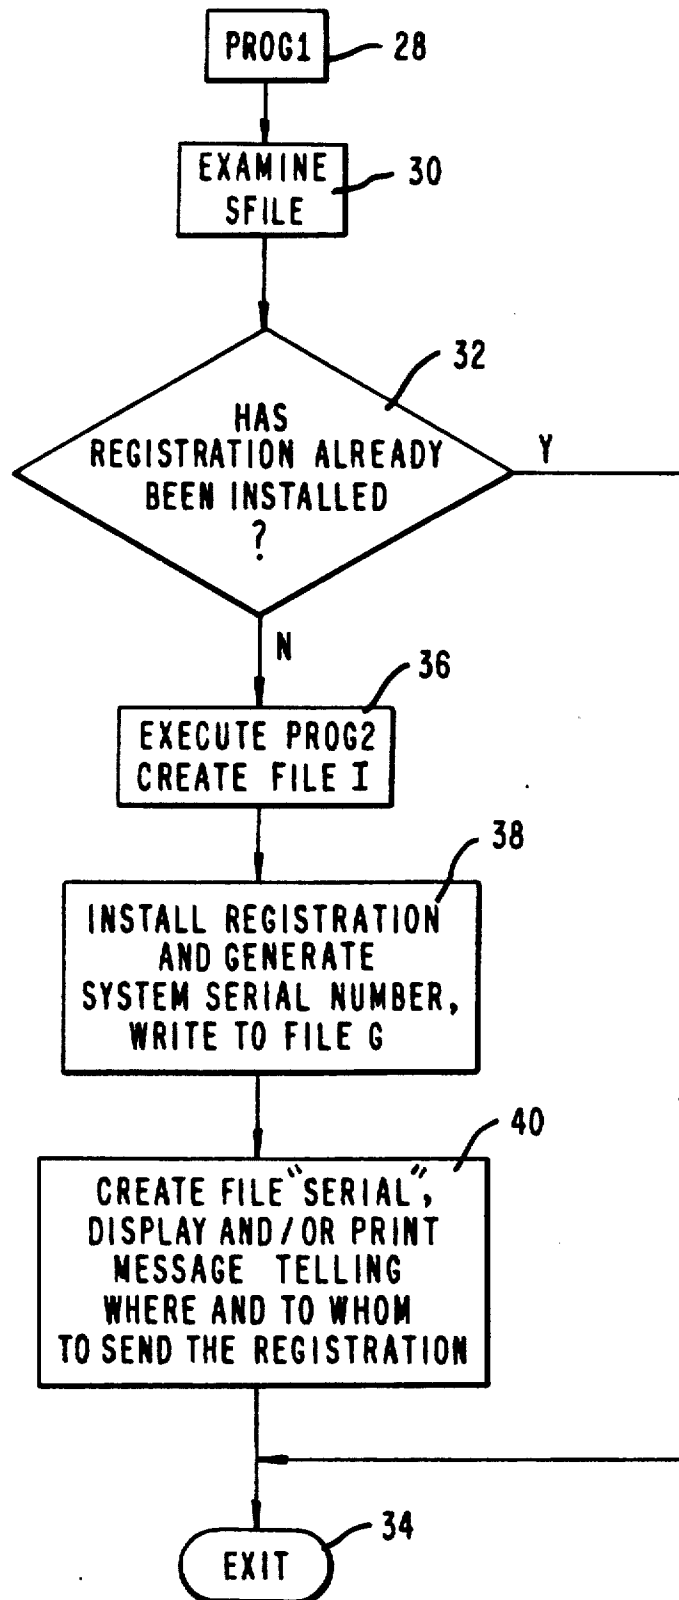 PROG1
28
EXAMINE
SFILE
30
32
HAS
REGISTRATION ALREADY
BEEN INSTALLED
?
Y
N
36
EXECUTE PROG2
CREATE FILE I
38
INSTALL REGISTRATION
AND GENERATE
SYSTEM SERIAL NUMBER,
WRITE TO FILE G
40
CREATE FILE "SERIAL",
DISPLAY AND/OR PRINT
MESSAGE TELLING
WHERE AND TO WHOM
TO SEND THE REGISTRATION
34
EXIT